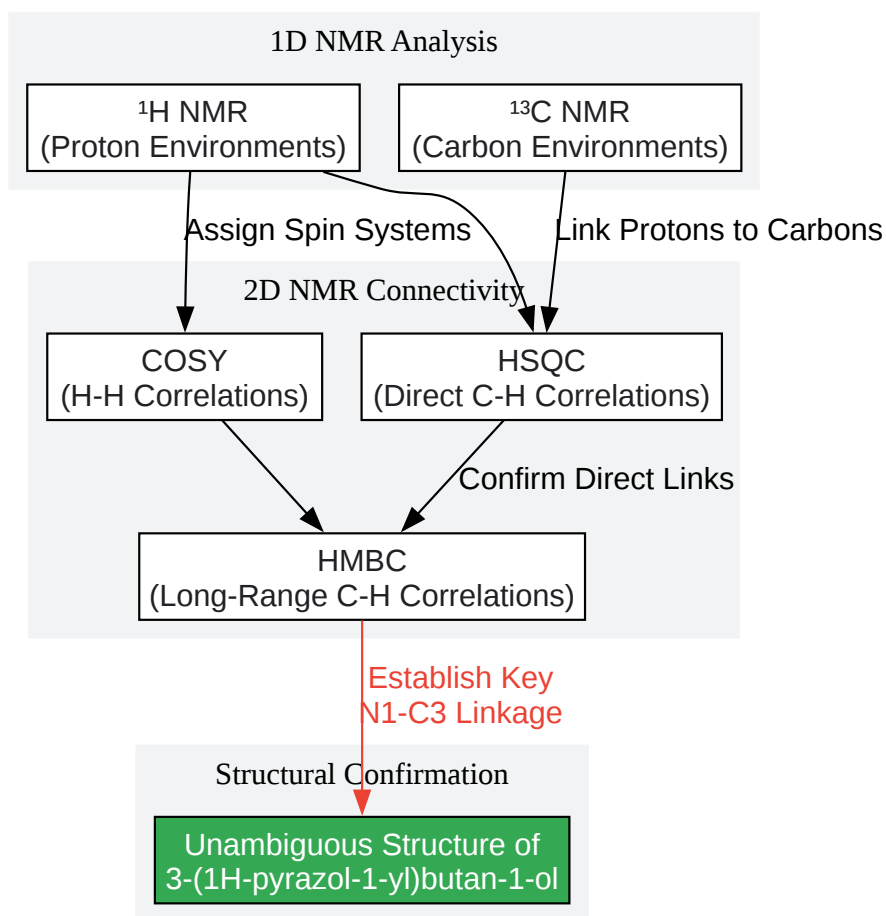 1D NMR Analysis
¹H NMR
(Proton Environments)
¹³C NMR
(Carbon Environments)
Assign Spin Systems
Link Protons to Carbons
2D NMR Connectivity
COSY
(H-H Correlations)
HSQC
(Direct C-H Correlations)
Confirm Direct Links
HMBC
(Long-Range C-H Correlations)
Establish Key
N1-C3 Linkage
Structural Confirmation
Unambiguous Structure of
3-(1H-pyrazol-1-yl)butan-1-ol